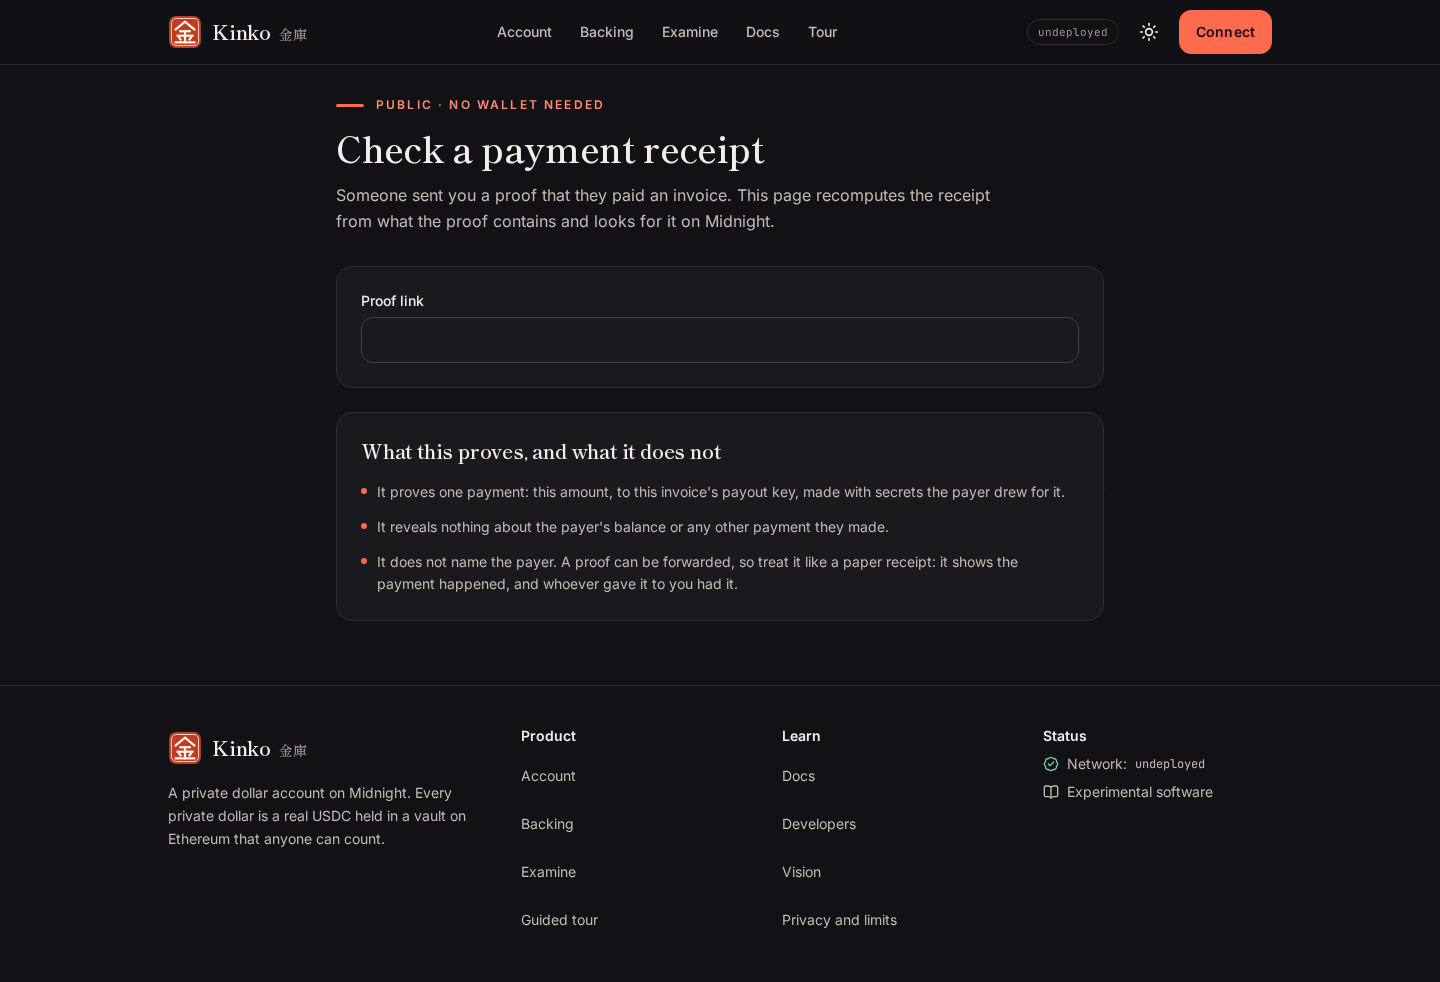 金 Kinko 金庫
Account Backing Examine Docs Tour
undeployed
Connect
PUBLIC · NO WALLET NEEDED
Check a payment receipt
Someone sent you a proof that they paid an invoice. This page recomputes the receipt
from what the proof contains and looks for it on Midnight.
Proof link
What this proves, and what it does not
It proves one payment: this amount, to this invoice's payout key, made with secrets the payer drew for it.
It reveals nothing about the payer's balance or any other payment they made.
It does not name the payer. A proof can be forwarded, so treat it like a paper receipt: it shows the
payment happened, and whoever gave it to you had it.
金 Kinko 金庫
A private dollar account on Midnight. Every
private dollar is a real USDC held in a vault on
Ethereum that anyone can count.
Product
Account
Backing
Examine
Guided tour
Learn
Docs
Developers
Vision
Privacy and limits
Status
Network: undeployed
Experimental software